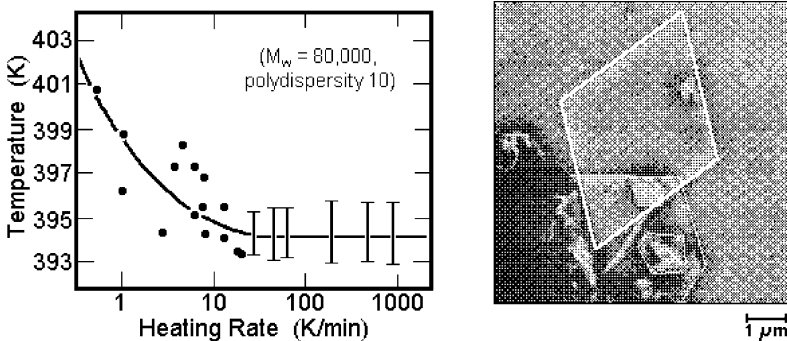 403
401
399
397
395
393
Temperature (K)
(M_w = 80,000,
polydispersity 10)
1 10 100 1000
Heating Rate (K/min)
1 µm